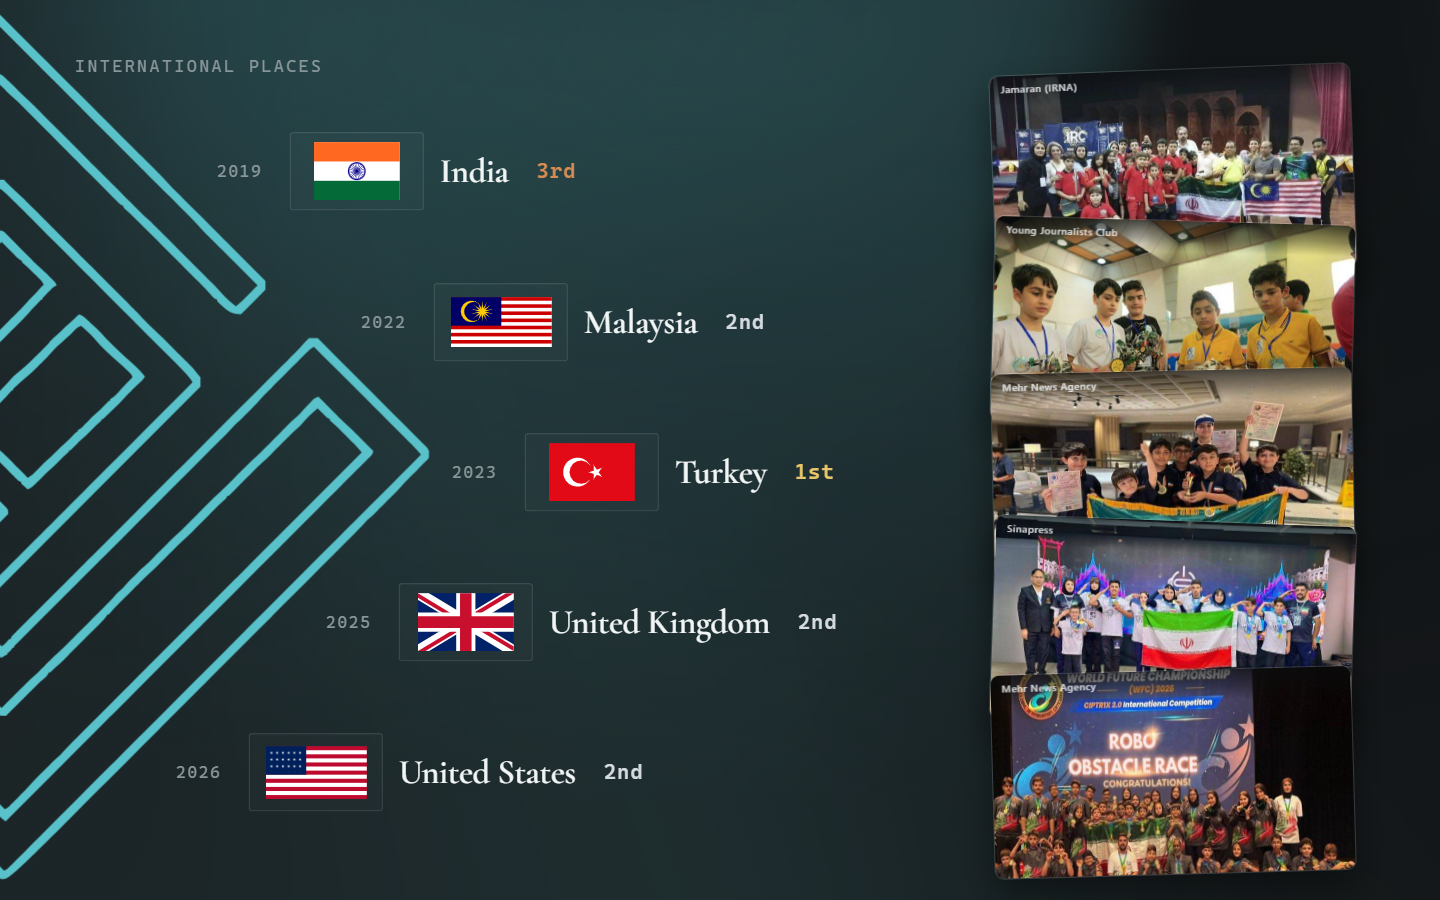 INTERNATIONAL PLACES
2019 India 3rd
2022 Malaysia 2nd
2023 Turkey 1st
2025 United Kingdom 2nd
2026 United States 2nd
Jamaran (IRNA)
IRC
Young Journalists Club
Mehr News Agency
Sinapress
Mehr News Agency
WORLD FUTURE CHAMPIONSHIP
(WFC) 2025
CIPTRIX 2.0 International Competition
ROBO
OBSTACLE RACE
CONGRATULATIONS!